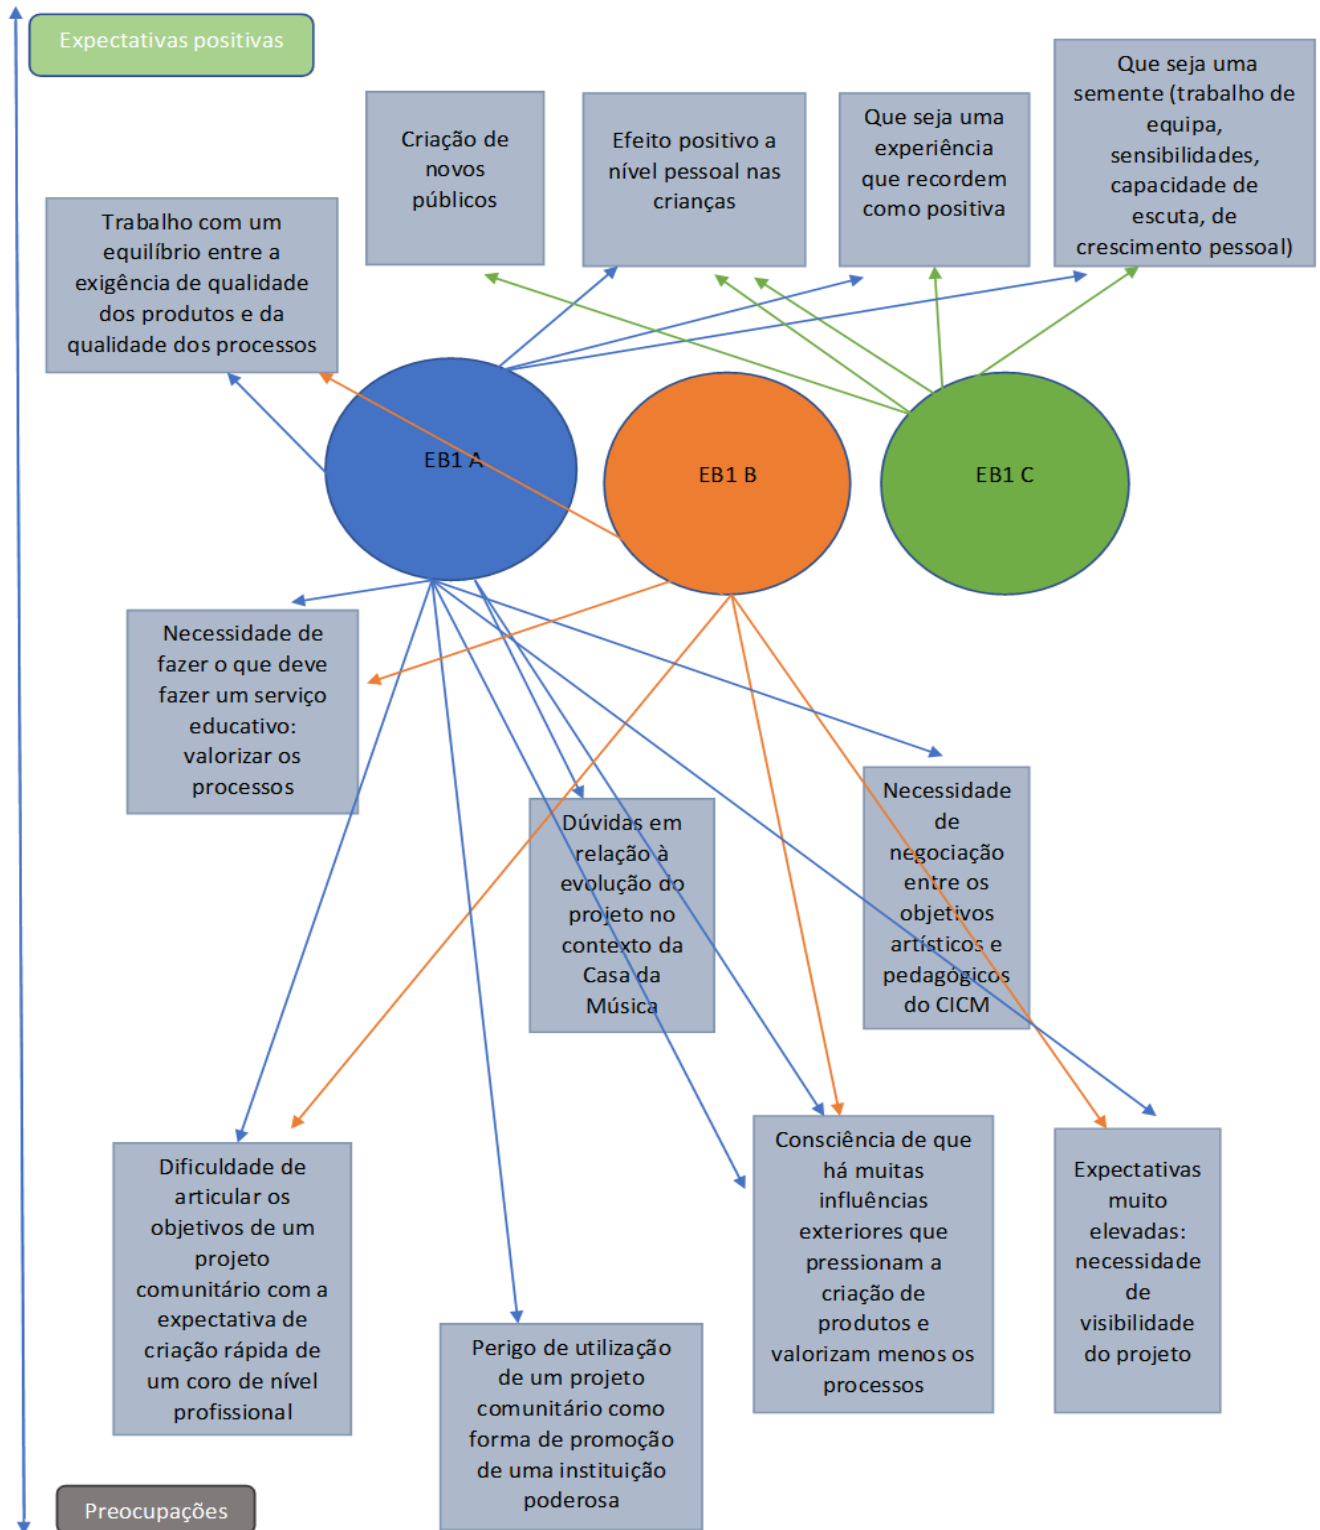 Expectativas positivas
Que seja uma
semente (trabalho de
equipa,
sensibilidades,
capacidade de
escuta, de
crescimento pessoal)
Criação de
novos
públicos
Efeito positivo a
nível pessoal nas
crianças
Que seja uma
experiência
que recordem
como positiva
Trabalho com um
equilíbrio entre a
exigência de qualidade
dos produtos e da
qualidade dos processos
EB1 A
EB1 B
EB1 C
Necessidade de
fazer o que deve
fazer um serviço
educativo:
valorizar os
processos
Dúvidas em
relação à
evolução do
projeto no
contexto da
Casa da
Música
Necessidade
de
negociação
entre os
objetivos
artísticos e
pedagógicos
do CICM
Dificuldade de
articular os
objetivos de um
projeto
comunitário com a
expectativa de
criação rápida de
um coro de nível
profissional
Perigo de utilização
de um projeto
comunitário como
forma de promoção
de uma instituição
poderosa
Consciência de que
há muitas
influências
exteriores que
pressionam a
criação de
produtos e
valorizam menos os
processos
Expectativas
muito
elevadas:
necessidade
de
visibilidade
do projeto
Preocupações